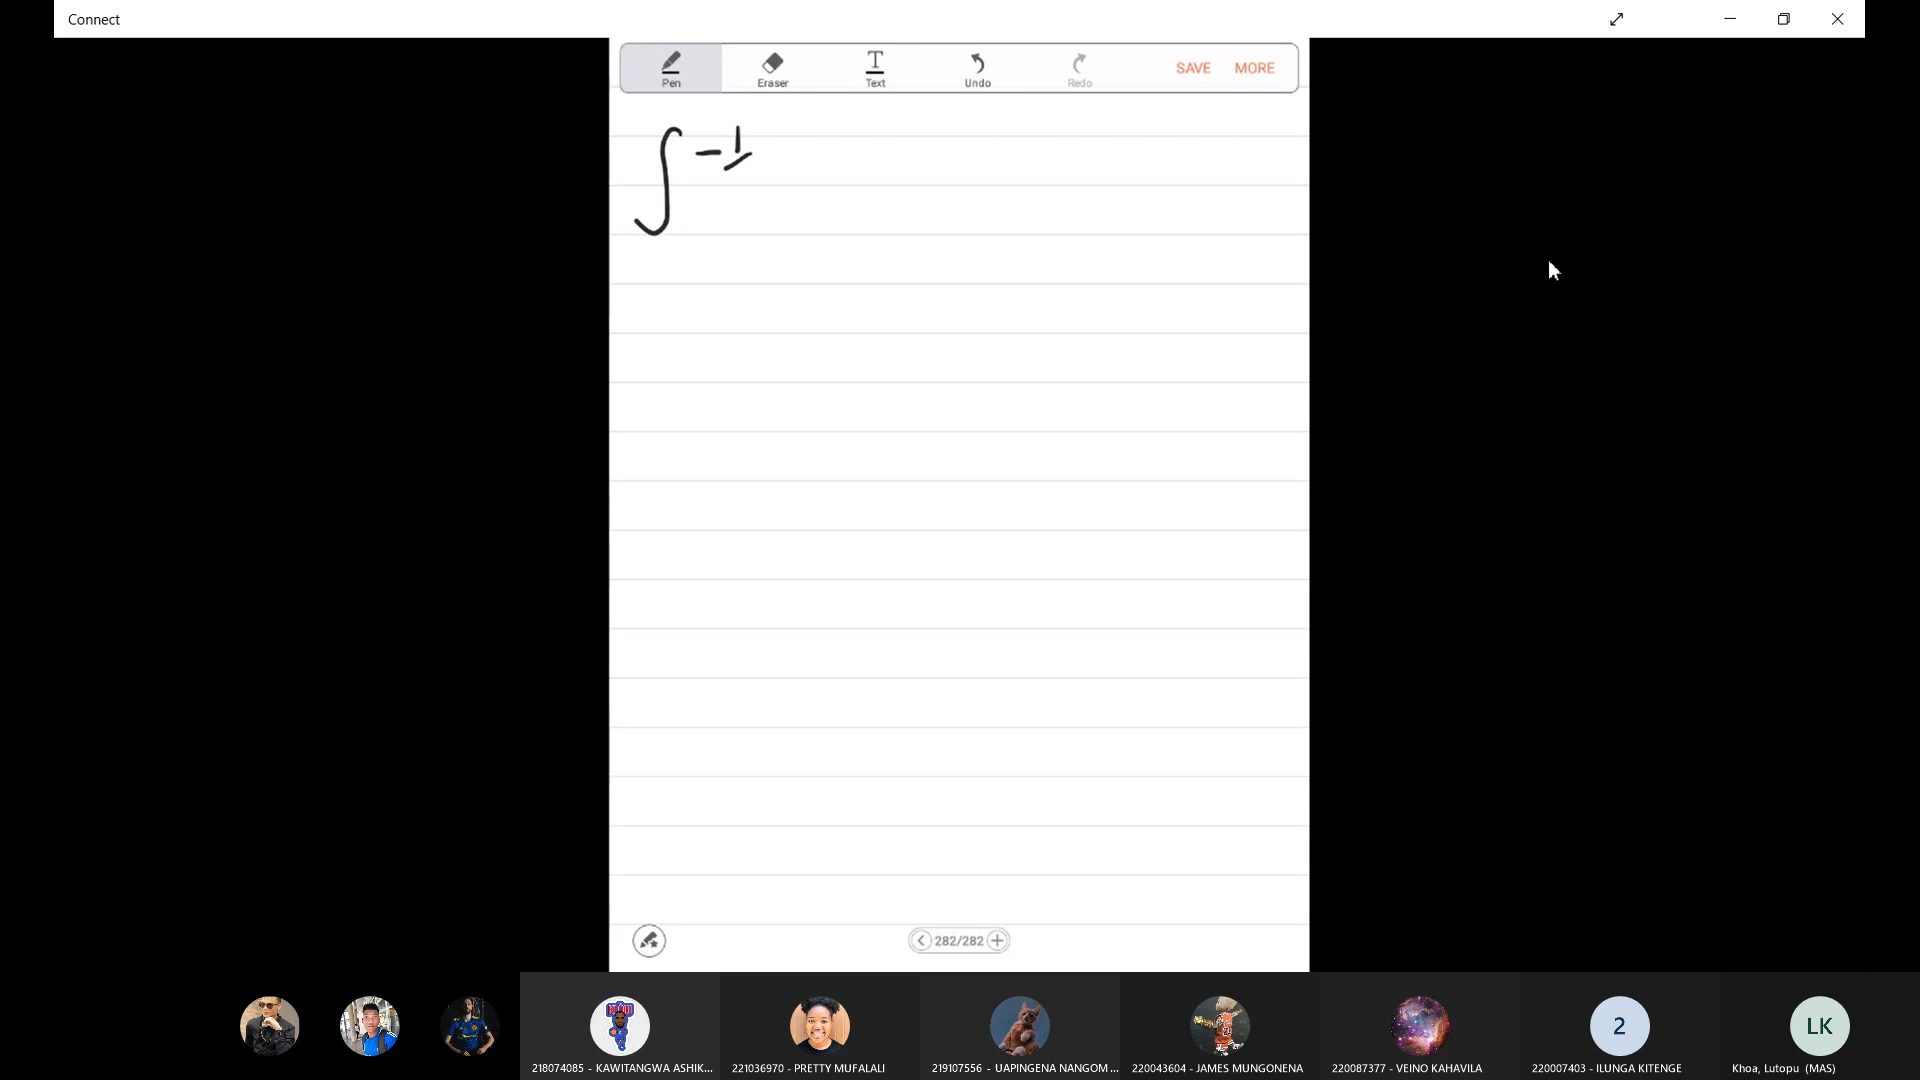 Connect
Pen
Eraser
T
Text
Undo
Redo
SAVE
MORE
∫ -1/
282/282
218074085 - KAWITANGWA ASHIK...
221036970 - PRETTY MUFALALI
219107556 - UAPINGENA NANGOM...
220043604 - JAMES MUNGONENA
220087377 - VEINO KAHAVILA
2
220007403 - ILUNGA KITENGE
LK
Khoa, Lutopu (MAS)